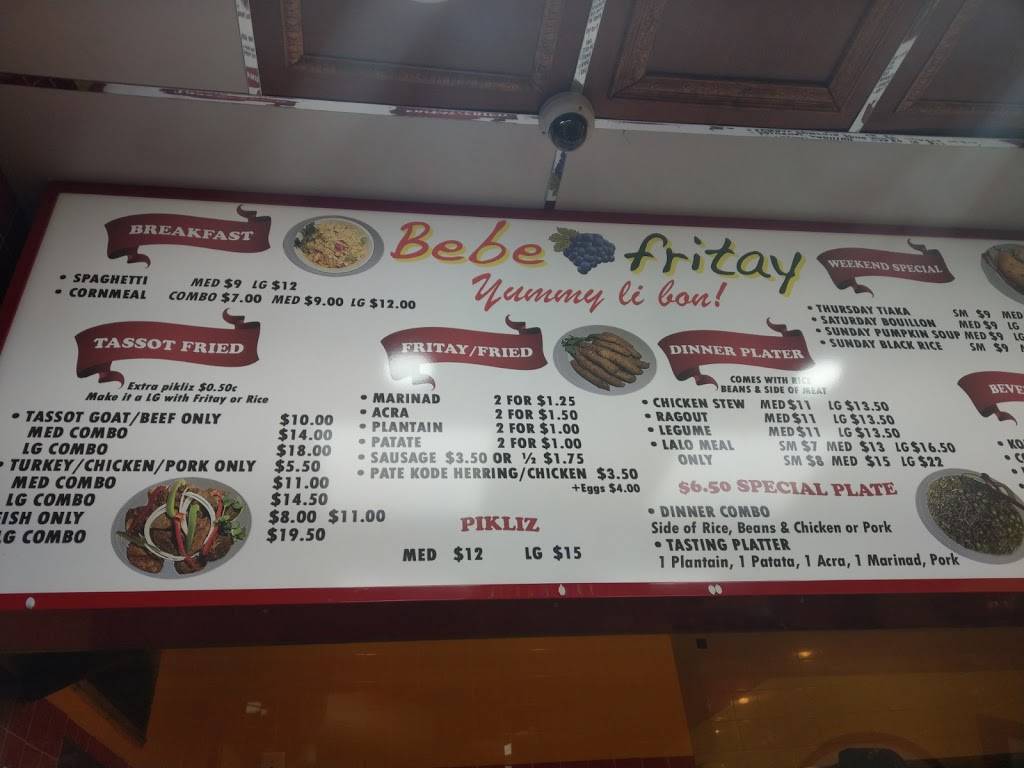 BREAKFAST
• SPAGHETTI MED $9 LG $12
• CORNMEAL COMBO $7.00 MED $9.00 LG $12.00
TASSOT FRIED
Extra pikliz $0.50c
Make it a LG with Fritay or Rice
• TASSOT GOAT/BEEF ONLY $10.00
MED COMBO $14.00
LG COMBO $18.00
• TURKEY/CHICKEN/PORK ONLY $5.50
MED COMBO $11.00
LG COMBO $14.50
FISH ONLY $8.00 $11.00
LG COMBO $19.50
Bebe fritay
Yummy li bon!
FRITAY/FRIED
• MARINAD 2 FOR $1.25
• ACRA 2 FOR $1.50
• PLANTAIN 2 FOR $1.00
• PATATE 2 FOR $1.00
• SAUSAGE $3.50 OR ½ $1.75
• PATE KODE HERRING/CHICKEN $3.50
+Eggs $4.00
PIKLIZ
MED $12 LG $15
DINNER PLATER
COMES WITH RICE
BEANS & SIDE OF MEAT
• CHICKEN STEW MED $11 LG $13.50
• RAGOUT MED $11 LG $13.50
• LEGUME MED $11 LG $13.50
• LALO MEAL SM $7 MED $13 LG $16.50
ONLY SM $8 MED $15 LG $22
$6.50 SPECIAL PLATE
• DINNER COMBO
Side of Rice, Beans & Chicken or Pork
• TASTING PLATTER
1 Plantain, 1 Patata, 1 Acra, 1 Marinad, Pork
WEEKEND SPECIAL
• THURSDAY TIAKA SM $9 MED
• SATURDAY BOUILLON MED $9 LG
• SUNDAY PUMPKIN SOUP MED $9 LG
• SUNDAY BLACK RICE SM $9
BEVE